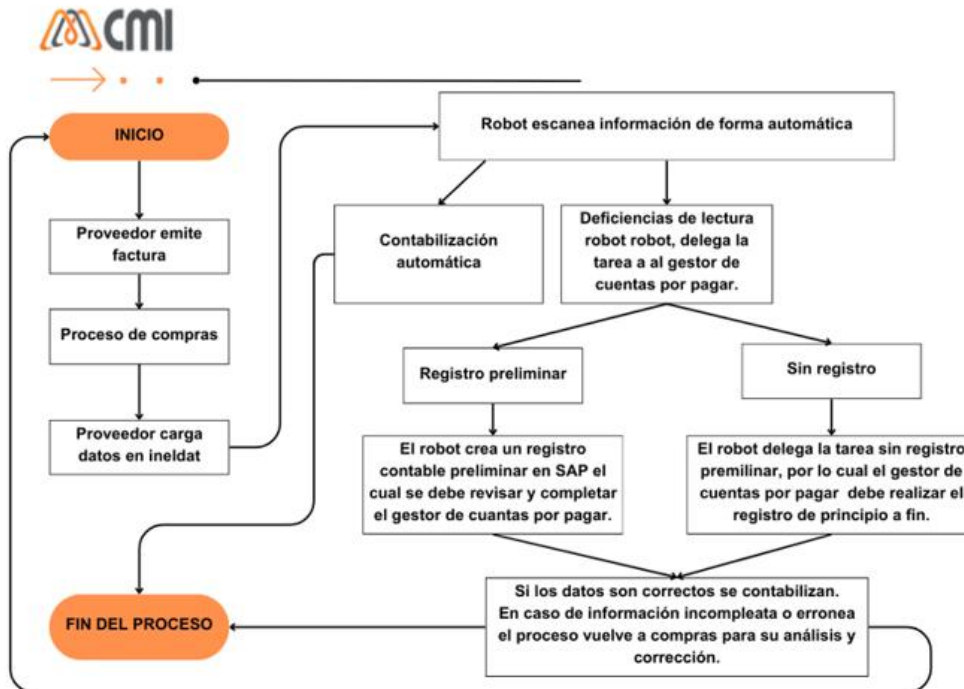 CMI
INICIO
Proveedor emite
factura
Proceso de compras
Proveedor carga
datos en ineldat
Robot escanea información de forma automática
Contabilización
automática
Deficiencias de lectura
robot robot, delega la
tarea a al gestor de
cuentas por pagar.
Registro preliminar
Sin registro
El robot crea un registro
contable preliminar en SAP el
cual se debe revisar y completar
el gestor de cuantas por pagar.
El robot delega la tarea sin registro
premilinar, por lo cual el gestor de
cuentas por pagar debe realizar el
registro de principio a fin.
Si los datos son correctos se contabilizan.
En caso de información incompleata o erronea
el proceso vuelve a compras para su análisis y
corrección.
FIN DEL PROCESO